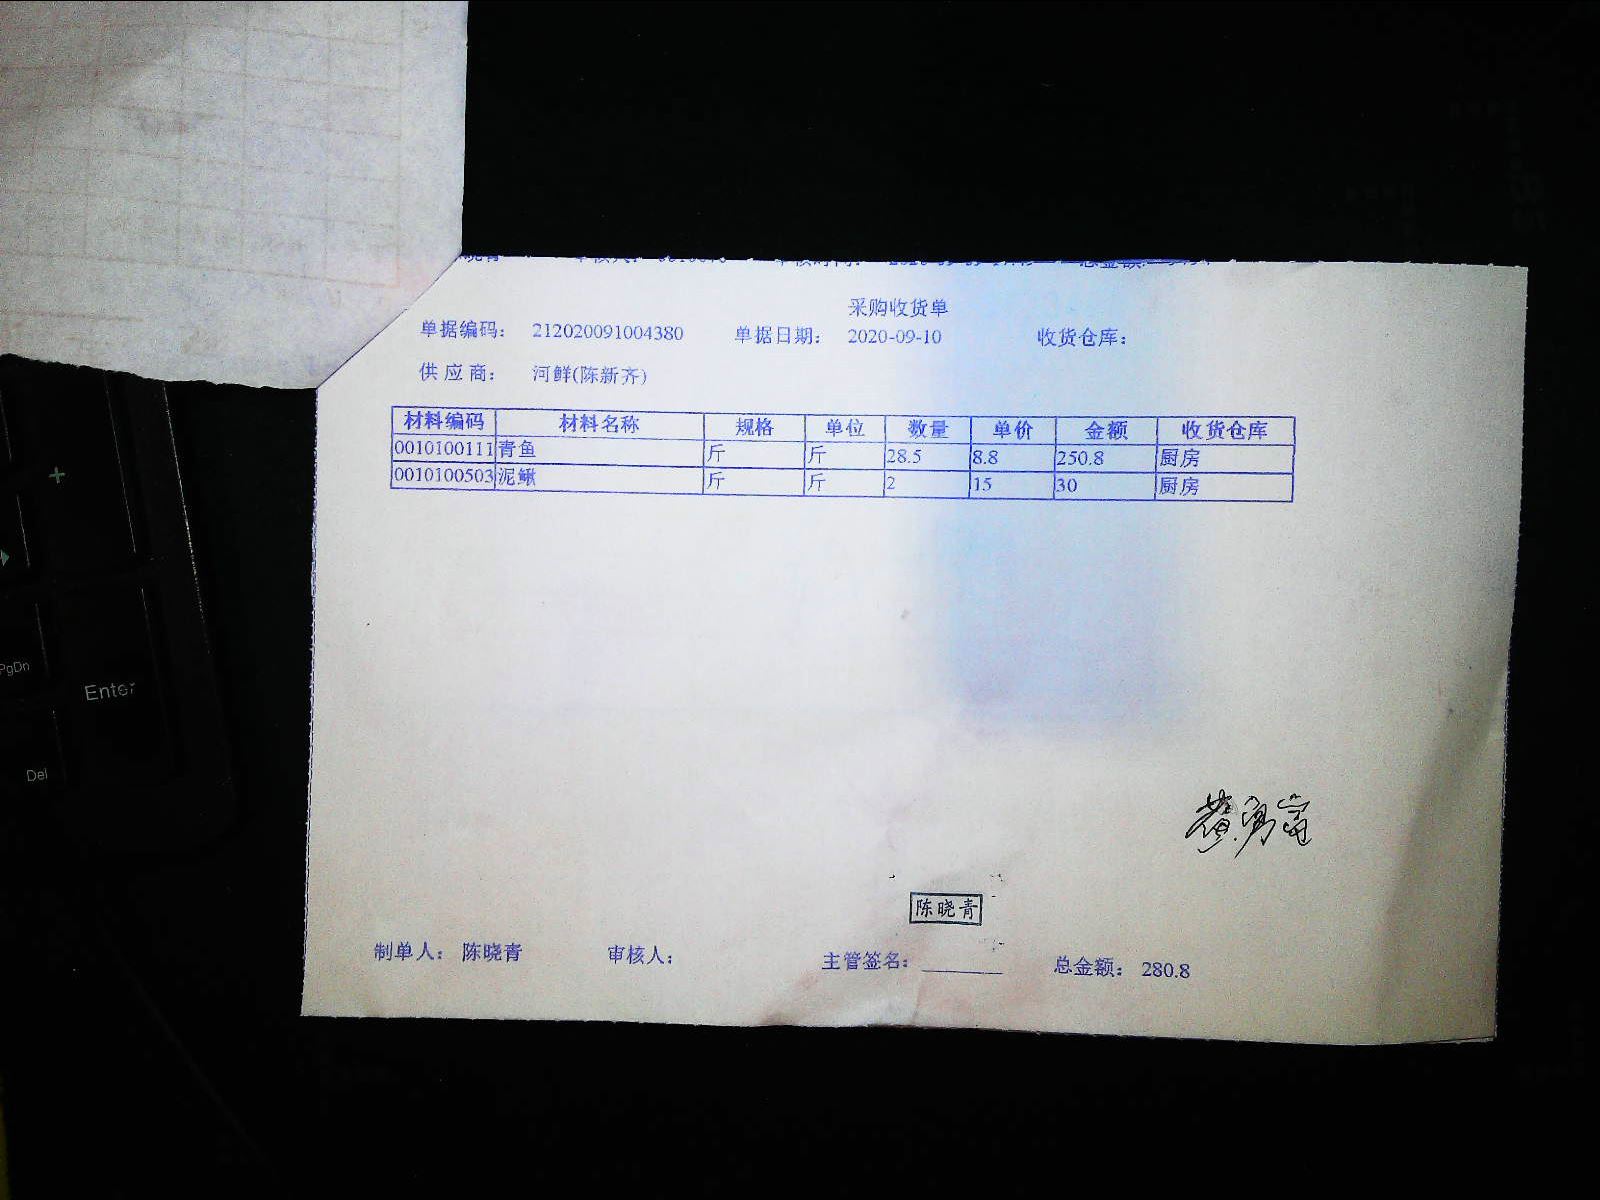 采购收货单
单据编码： 212020091004380 单据日期： 2020-09-10 收货仓库：
供应商： 河鲜(陈新齐)
材料编码 材料名称 规格 单位 数量 单价 金额 收货仓库
0010100111 青鱼 斤 斤 28.5 8.8 250.8 厨房
0010100503 泥鳅 斤 斤 2 15 30 厨房
陈晓青
制单人： 陈晓青 审核人： 主管签名： 总金额： 280.8
+
PgDn
Enter
Del